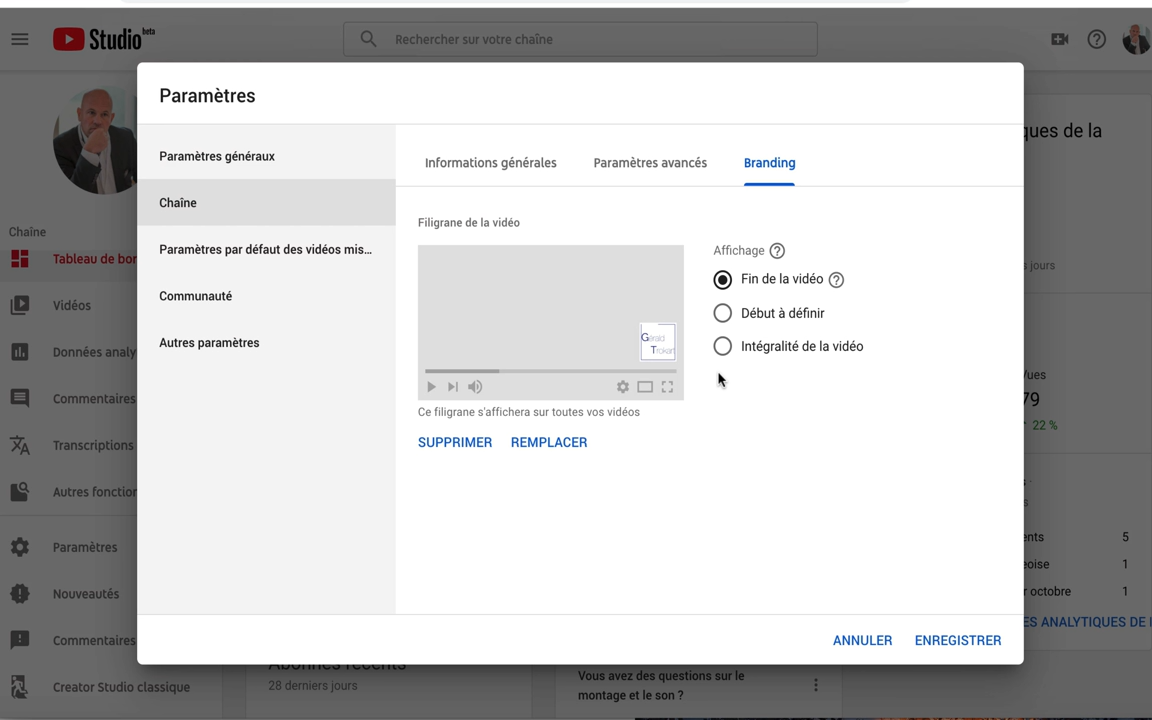 Studio beta
Rechercher sur votre chaîne
Paramètres
Paramètres généraux
Chaîne
Paramètres par défaut des vidéos mis...
Communauté
Autres paramètres
Informations générales
Paramètres avancés
Branding
Filigrane de la vidéo
Gérald
Trokart
Ce filigrane s'affichera sur toutes vos vidéos
SUPPRIMER
REMPLACER
Affichage
Fin de la vidéo
Début à définir
Intégralité de la vidéo
ANNULER
ENREGISTRER
Chaîne
Tableau de bor
Vidéos
Données analy
Commentaires
Transcriptions
Autres fonction
Paramètres
Nouveautés
Commentaires
Creator Studio classique
ques de la
s jours
Vues
79
22 %
ents 5
eoise 1
r octobre 1
ES ANALYTIQUES DE
Abonnés récents
28 derniers jours
Vous avez des questions sur le
montage et le son ?